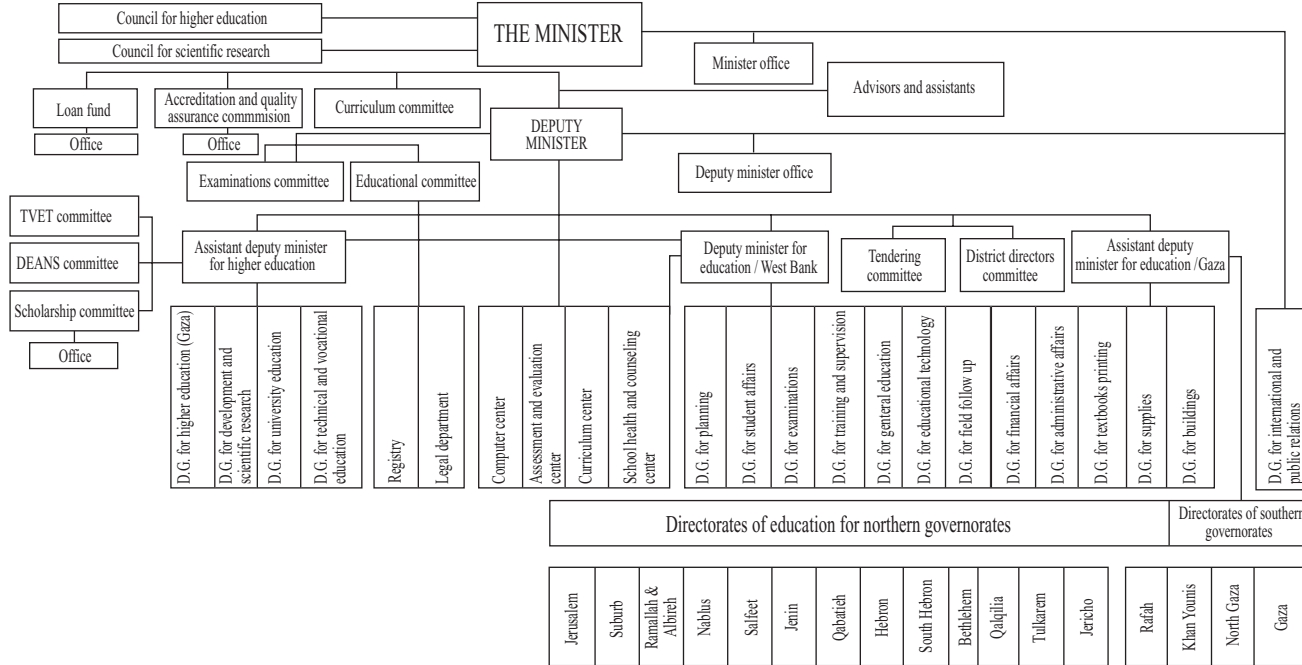 Council for higher education
THE MINISTER
Council for scientific research
Minister office
Advisors and assistants
Loan fund
Accreditation and quality
assurance commmision
Curriculum committee
Office
Office
DEPUTY
MINISTER
Deputy minister office
Examinations committee
Educational committee
TVET committee
DEANS committee
Scholarship committee
Office
Assistant deputy minister
for higher education
Deputy minister for
education / West Bank
Tendering
committee
District directors
committee
Assistant deputy
minister for education /Gaza
D.G. for higher education (Gaza)
D.G. for development and
scientific research
D.G. for university education
D.G. for technical and vocational
education
Registry
Legal department
Computer center
Assessment and evaluation
center
Curriculum center
School health and counseling
center
D.G. for planning
D.G. for student affairs
D.G. for examinations
D.G. for training and supervision
D.G. for genteral education
D.G. for educational technology
D.G. for field follow up
D.G. for financial affairs
D.G. for administrative affairs
D.G. for textbooks printing
D.G. for supplies
D.G. for buildings
D.G. for international and
public relations
Directorates of education for northern governorates
Directorates of southern
governorates
Jerusalem
Suburb
Ramallah &
Albireh
Nablus
Salfeet
Jenin
Qabatieh
Hebron
South Hebron
Bethlehem
Qalqilia
Tulkarem
Jericho
Rafah
Khan Younis
North Gaza
Gaza